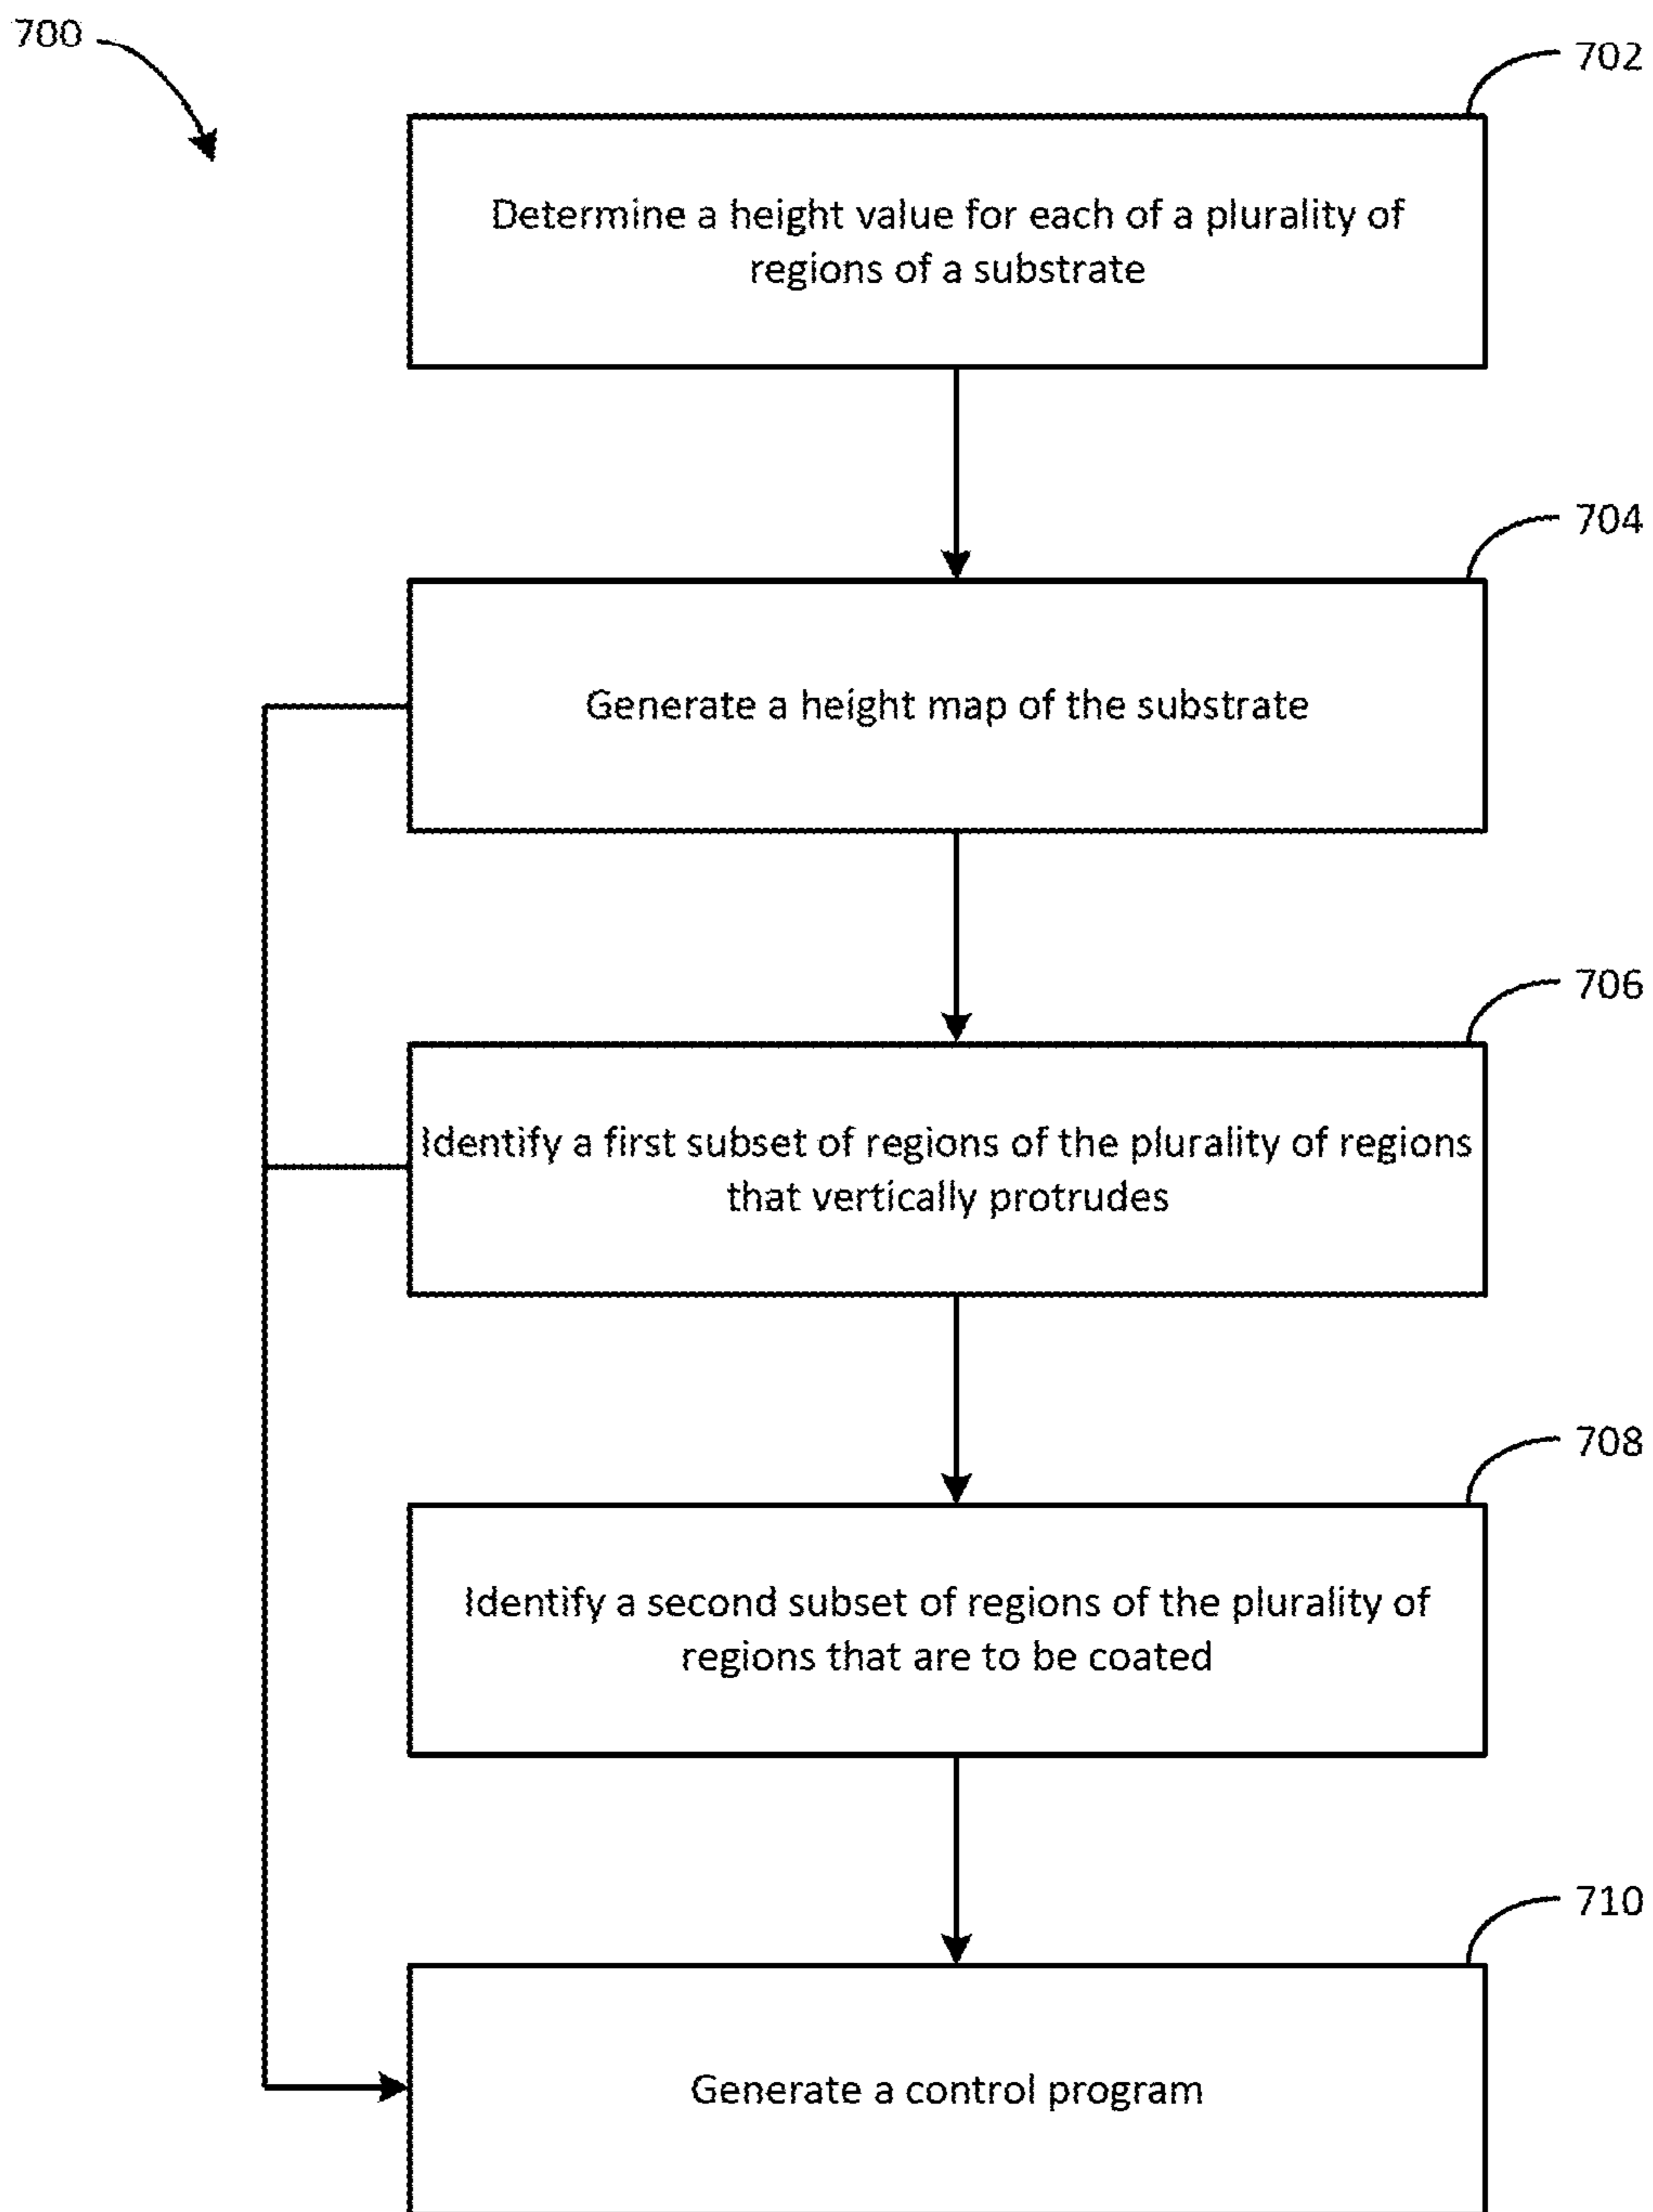 700
702
Determine a height value for each of a plurality of
regions of a substrate
704
Generate a height map of the substrate
706
Identify a first subset of regions of the plurality of regions
that vertically protrudes
708
Identify a second subset of regions of the plurality of
regions that are to be coated
710
Generate a control program